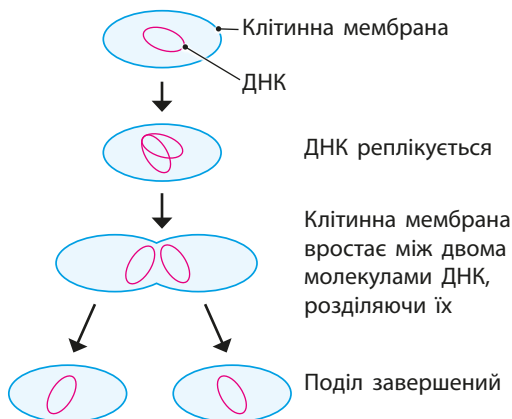 Клітинна мембрана
ДНК
ДНК реплікується
Клітинна мембрана
вростає між двома
молекулами ДНК,
розділяючи їх
Поділ завершений